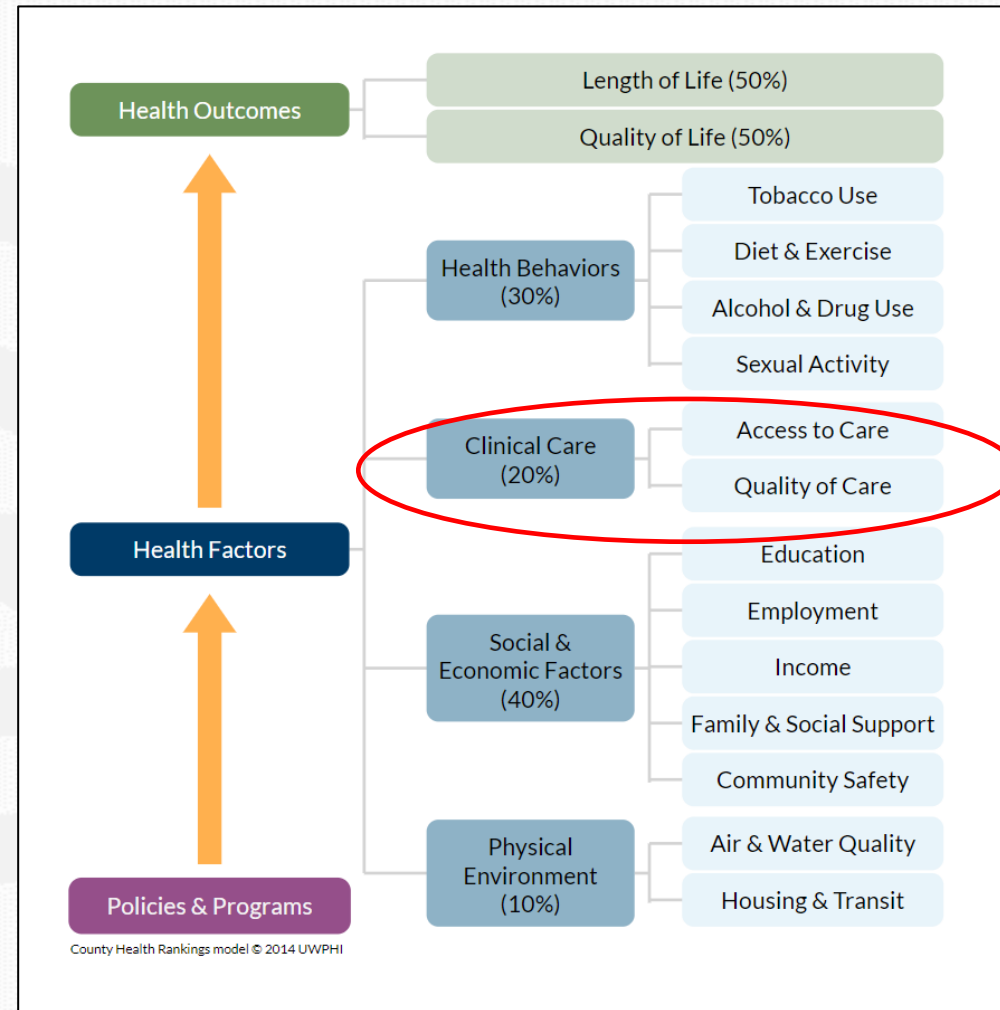 Health Outcomes
Length of Life (50%)
Quality of Life (50%)
Health Behaviors
(30%)
Tobacco Use
Diet & Exercise
Alcohol & Drug Use
Sexual Activity
Clinical Care
(20%)
Access to Care
Quality of Care
Health Factors
Social &
Economic Factors
(40%)
Education
Employment
Income
Family & Social Support
Community Safety
Physical
Environment
(10%)
Air & Water Quality
Housing & Transit
Policies & Programs
County Health Rankings model © 2014 UWPHI